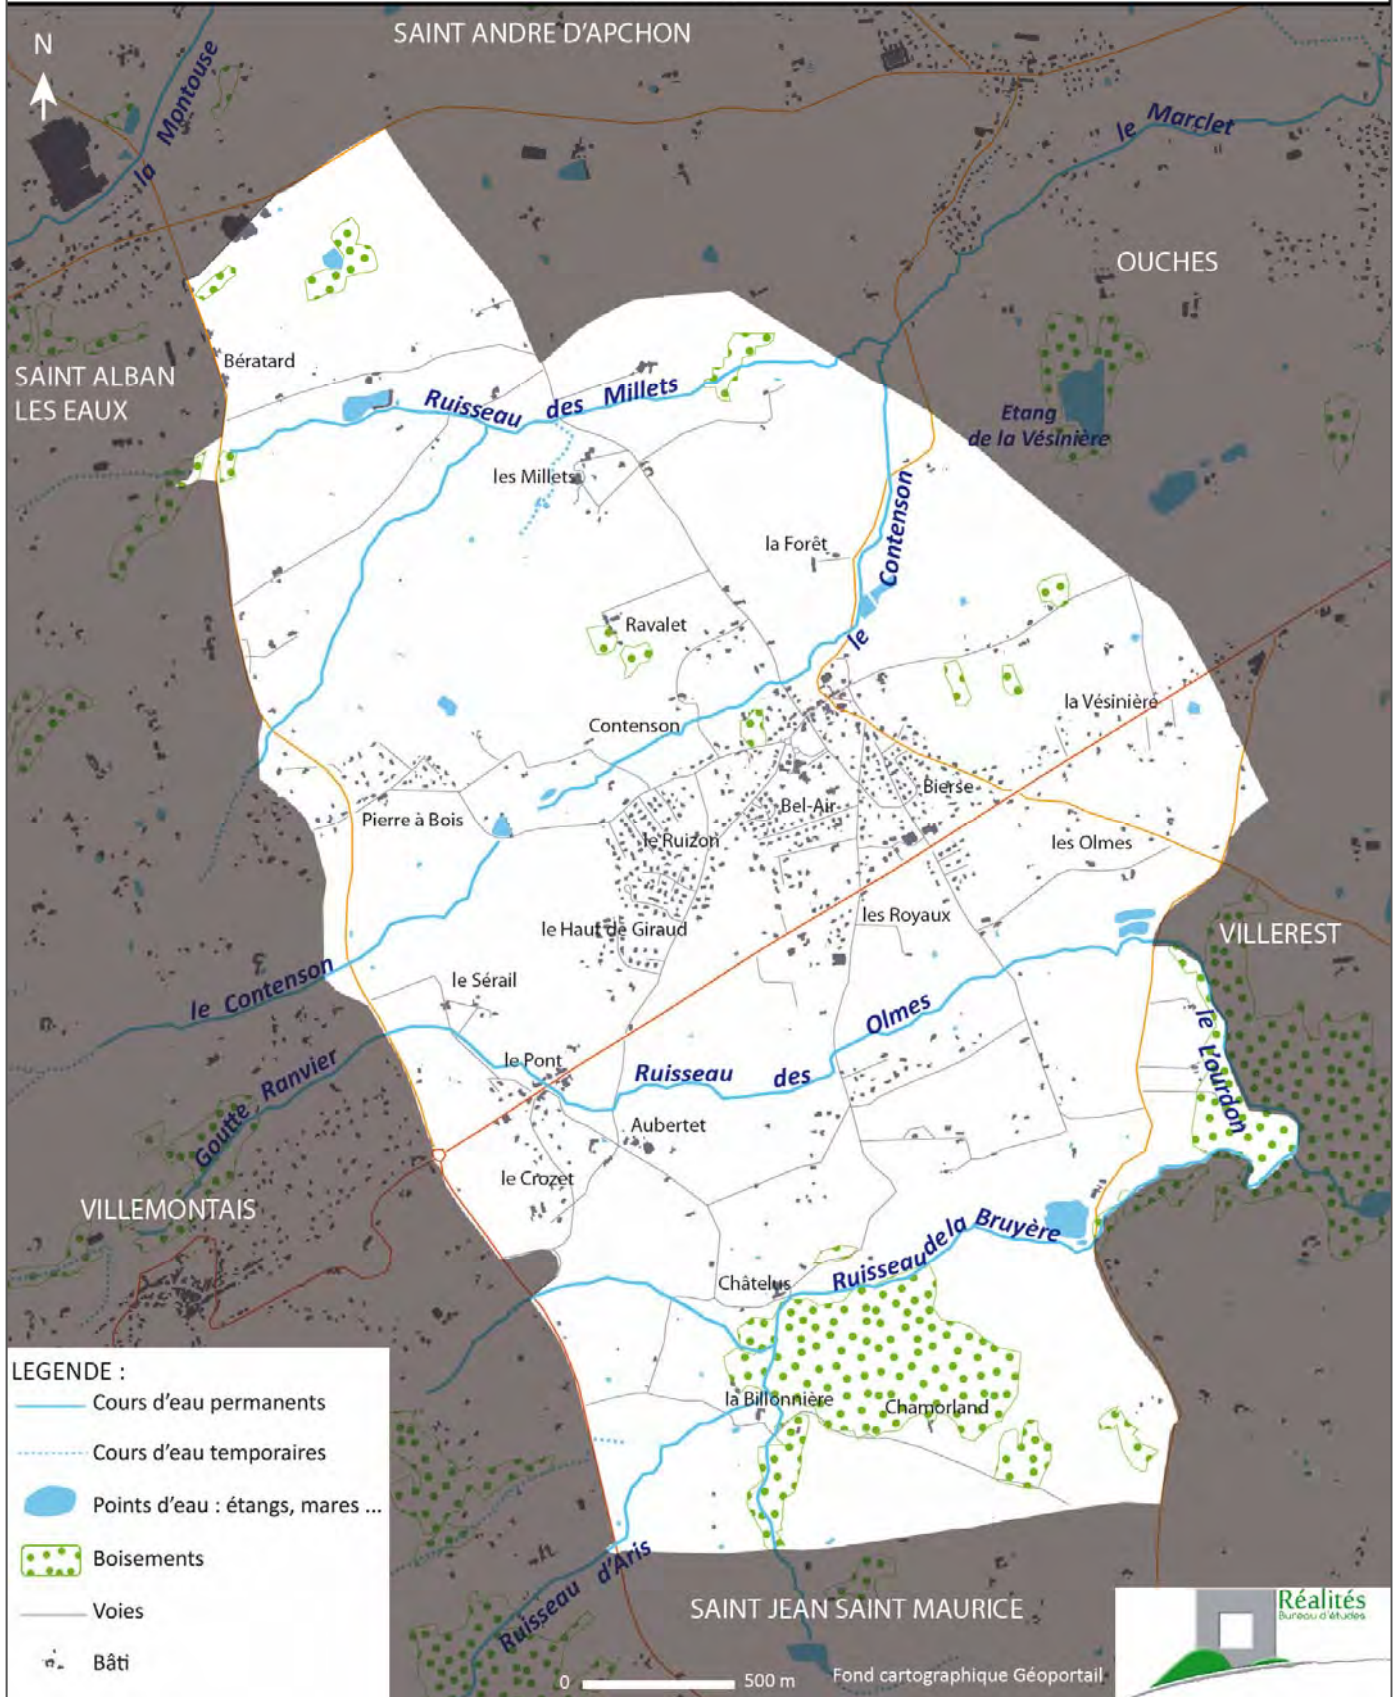 SAINT ANDRE D'APCHON
N
la Montouse
le Marclet
OUCHES
Bératard
SAINT ALBAN
LES EAUX
Ruisseau des Millets
Etang
de la Vésinière
les Millets
la Forêt
le Contenson
Ravalet
la Vésinière
Contenson
Bierse
Bel-Air
Pierre à Bois
le Ruizon
les Olmes
les Royaux
le Haut de Giraud
VILLEREST
le Sérail
le Contenson
Ruisseau des Olmes
le Lourdon
le Pont
Goutte Ranvier
Aubertet
le Crozet
VILLEMONTAIS
Ruisseau de la Bruyère
Châtelus
la Billonnière
Chamorland
LEGENDE :
Cours d'eau permanents
Cours d'eau temporaires
Points d'eau : étangs, mares ...
Boisements
Voies
Bâti
Ruisseau d'Aris
SAINT JEAN SAINT MAURICE
0 500 m
Fond cartographique Géoportail
Réalités
Bureau d'études